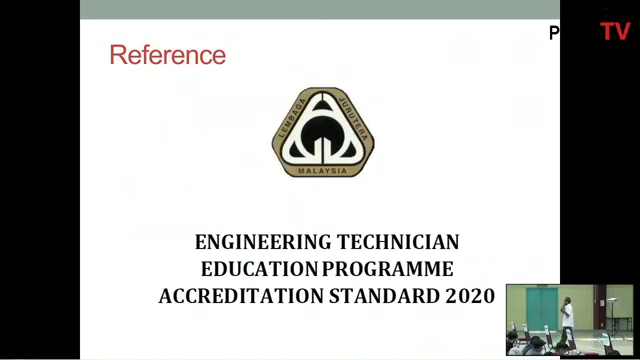 P TV
Reference
LEMBAGA JURUTERA
MALAYSIA
ENGINEERING TECHNICIAN
EDUCATION PROGRAMME
ACCREDITATION STANDARD 2020